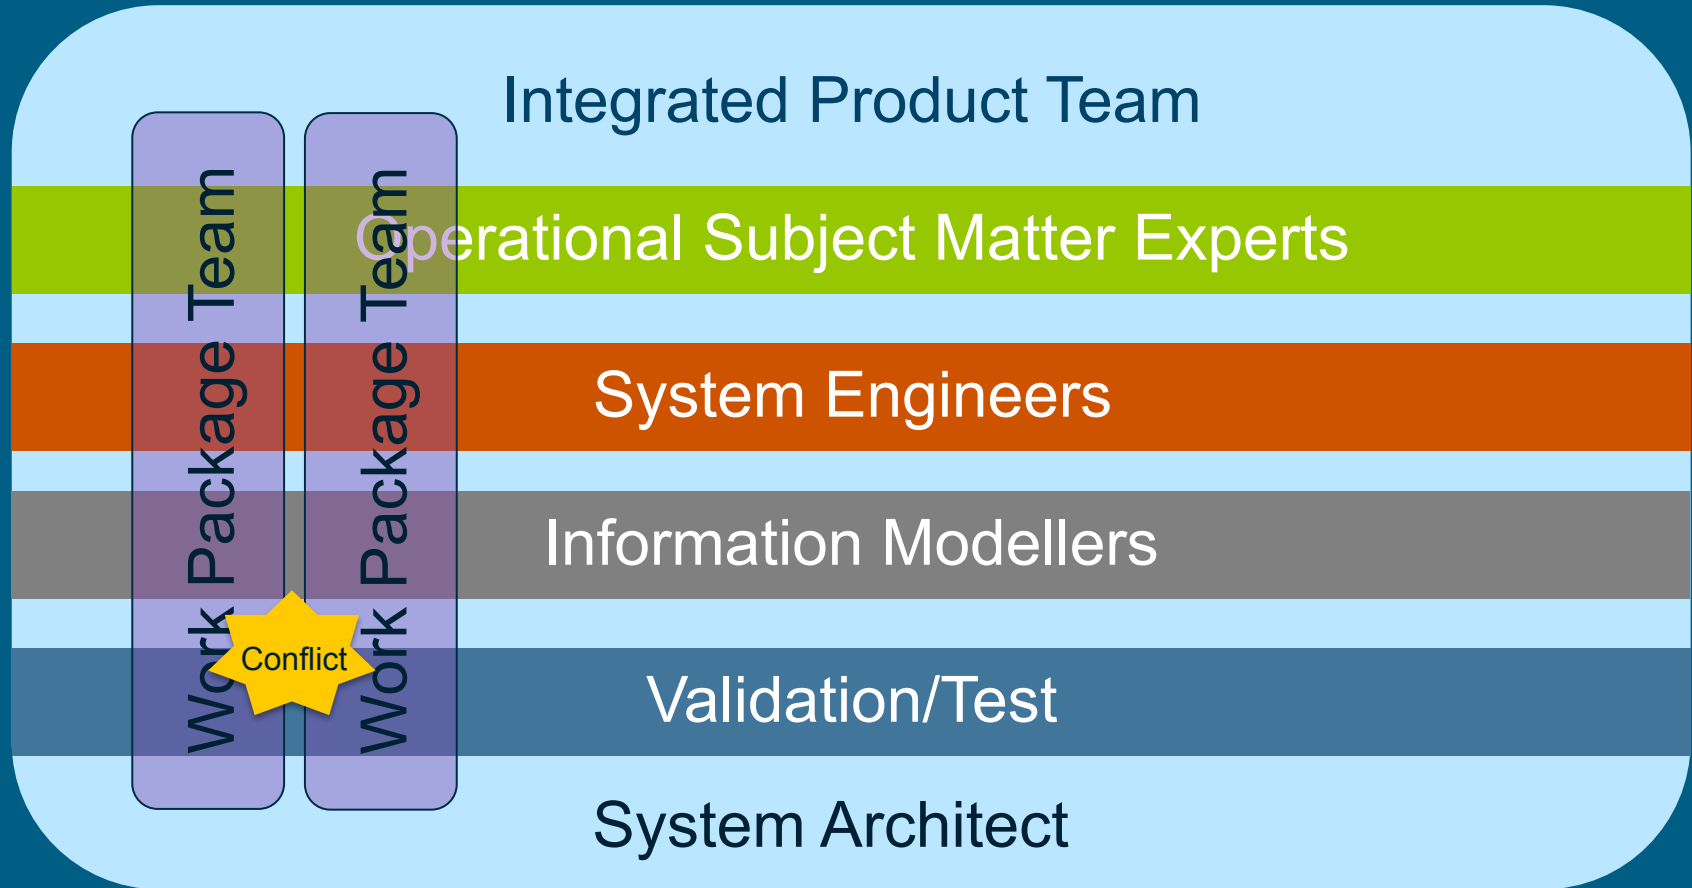 Integrated Product Team
Operational Subject Matter Experts
System Engineers
Information Modellers
Validation/Test
System Architect
Work Package Team
Work Package Team
Conflict